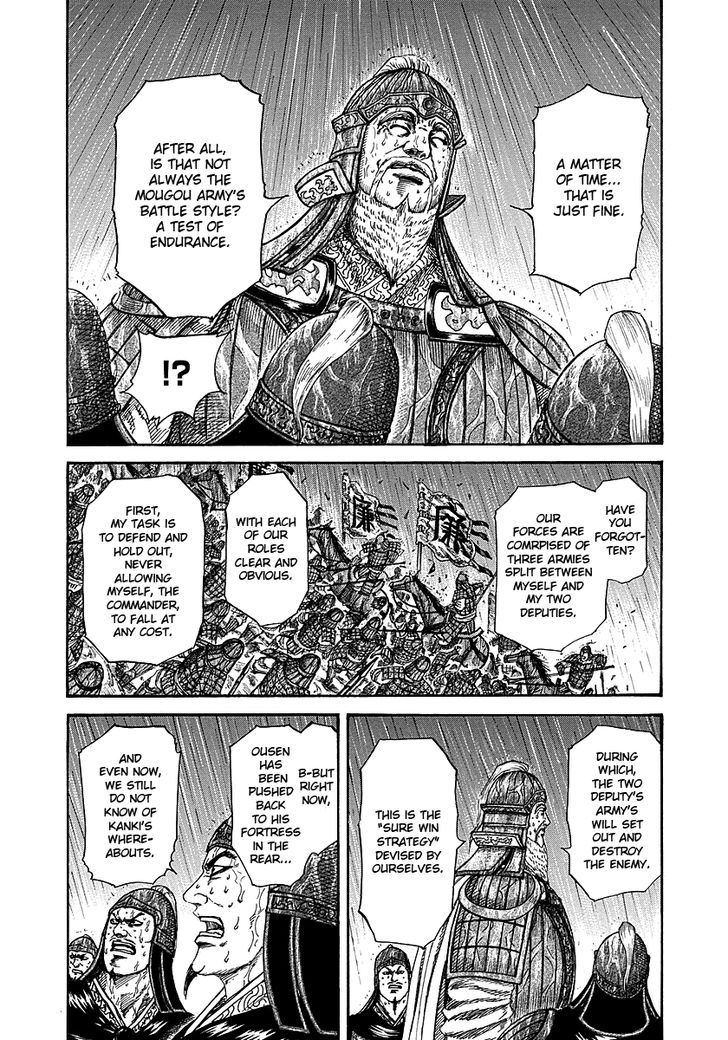 A MATTER
OF TIME...
THAT IS
JUST FINE.
AFTER ALL,
IS THAT NOT
ALWAYS THE
MOUGOU ARMY'S
BATTLE STYLE?
A TEST OF
ENDURANCE.
!?
HAVE
YOU
FORGOT-
TEN?
OUR
FORCES ARE
COMRPISED OF
THREE ARMIES
SPLIT BETWEEN
MYSELF AND
MY TWO
DEPUTIES.
廉
廉
WITH EACH
OF OUR
ROLES
CLEAR AND
OBVIOUS.
FIRST,
MY TASK IS
TO DEFEND AND
HOLD OUT,
NEVER
ALLOWING
MYSELF, THE
COMMANDER,
TO FALL AT
ANY COST.
DURING
WHICH,
THE TWO
DEPUTY'S
ARMY'S
WILL SET
OUT AND
DESTROY
THE ENEMY.
THIS IS THE
"SURE WIN
STRATEGY"
DEVISED BY
OURSELVES.
B-BUT
RIGHT
NOW,
OUSEN
HAS
BEEN
PUSHED
BACK
TO HIS
FORTRESS
IN THE
REAR...
AND
EVEN NOW,
WE STILL
DO NOT
KNOW OF
KANKI'S
WHERE-
ABOUTS.